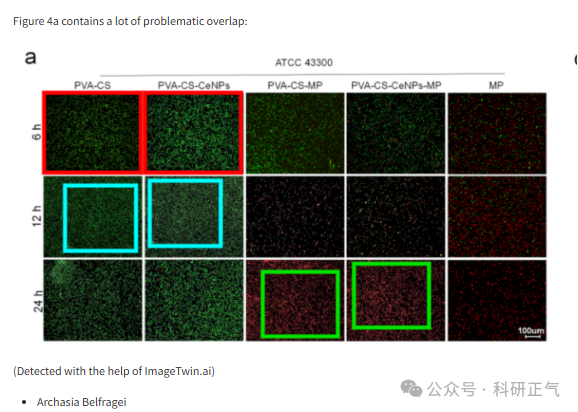 Figure 4a contains a lot of problematic overlap:
a
ATCC 43300
PVA-CS PVA-CS-CeNPs PVA-CS-MP PVA-CS-CeNPs-MP MP
6 h
12 h
24 h
100um
(Detected with the help of ImageTwin.ai)
公众号 · 科研正气
• Archasia Belfragei